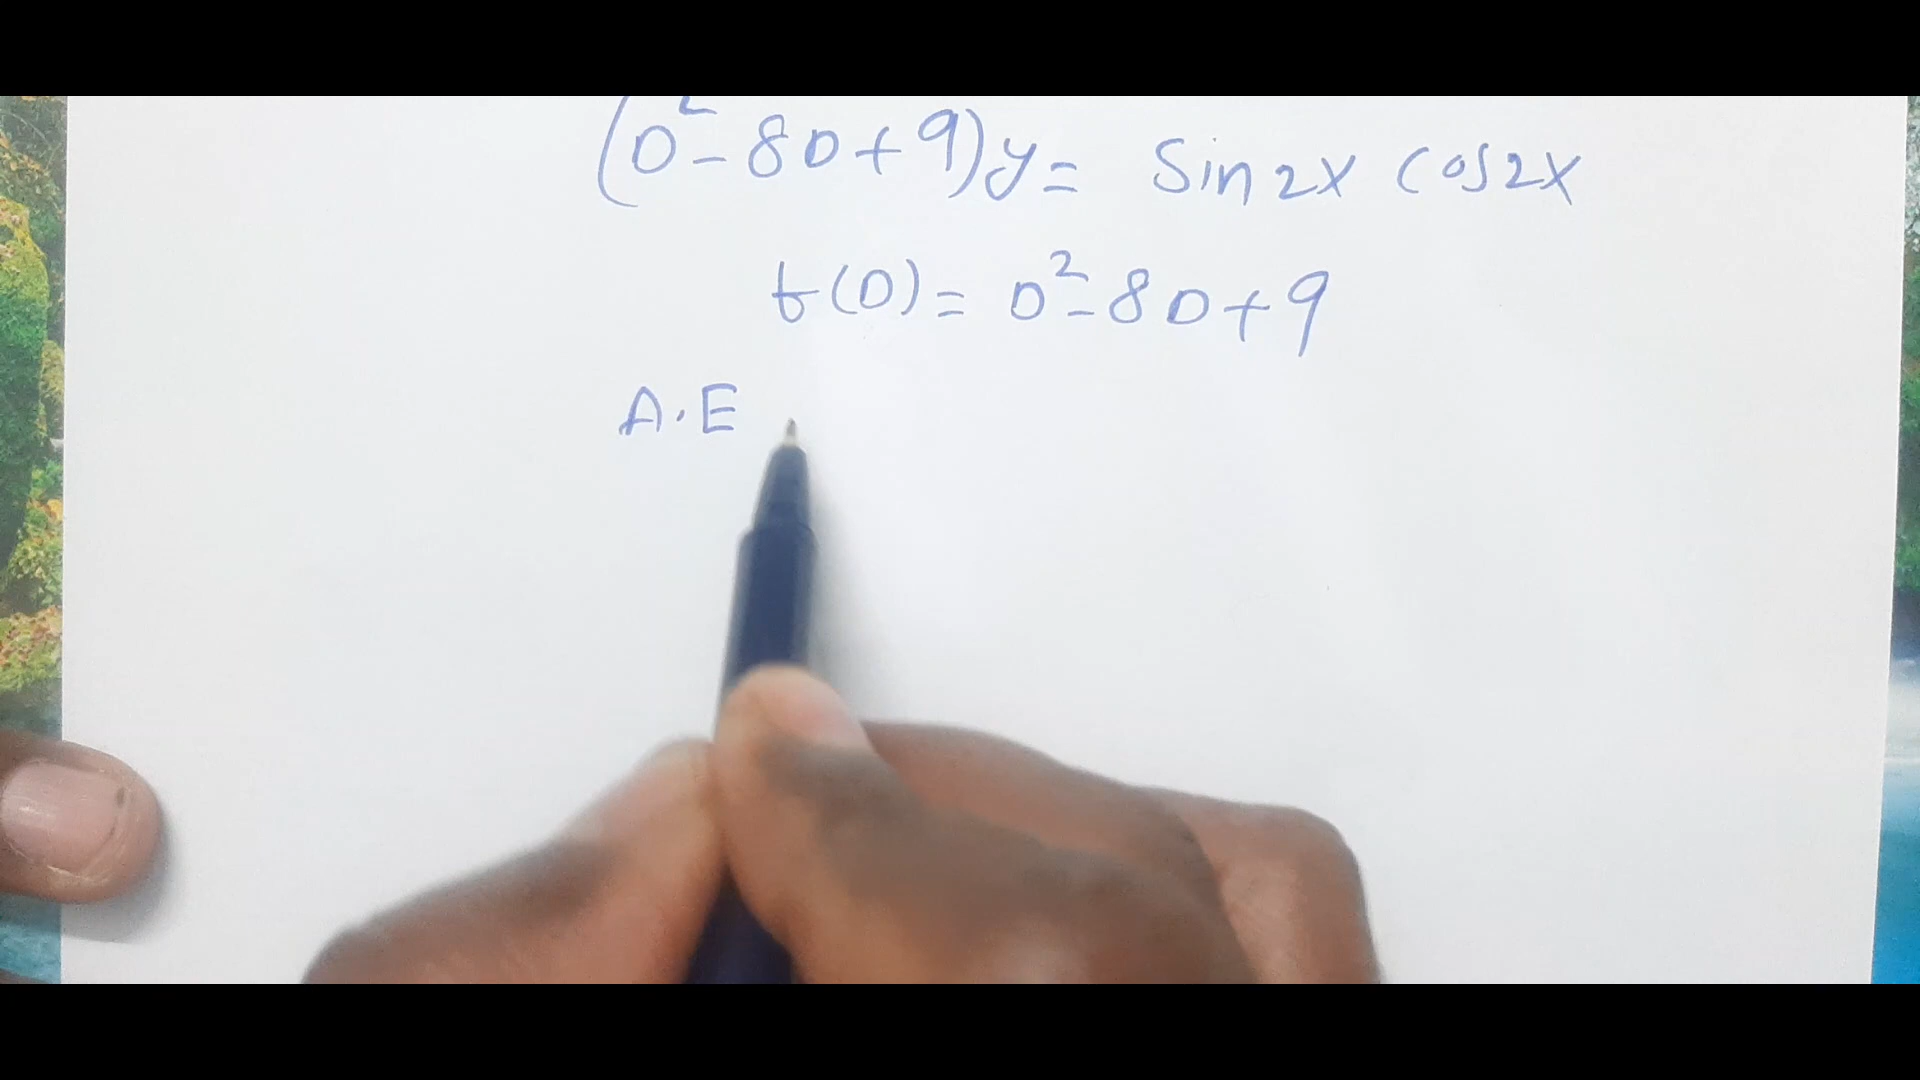 (D²-8D+9)y= Sin2x Cos2x
f(D)= D²-8D+9
A.E